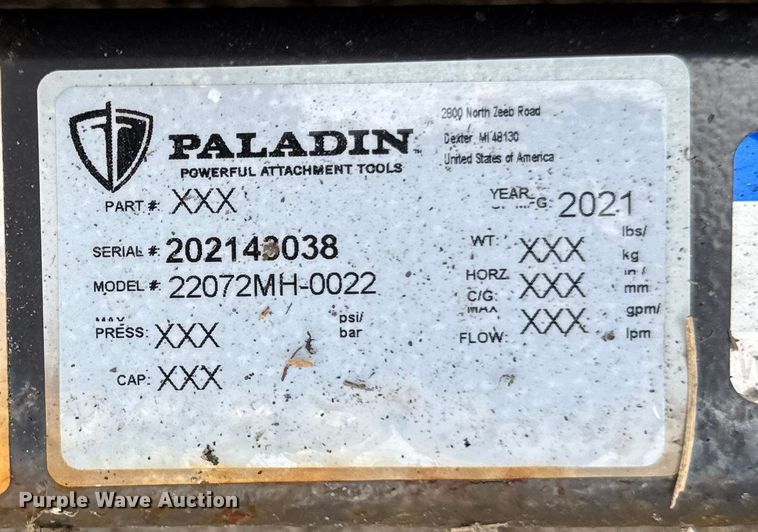 PALADIN
POWERFUL ATTACHMENT TOOLS
2800 North Zeeb Road
Dexter, MI 48130
United States of America
PART #: XXX
YEAR 2021
SERIAL #: 202143038
MODEL #: 22072MH-0022
WT: XXX lbs/ kg
HORZ C/G: XXX in/ mm
MAX PRESS: XXX psi/ bar
MAX FLOW: XXX gpm/ lpm
CAP: XXX
Purple Wave Auction